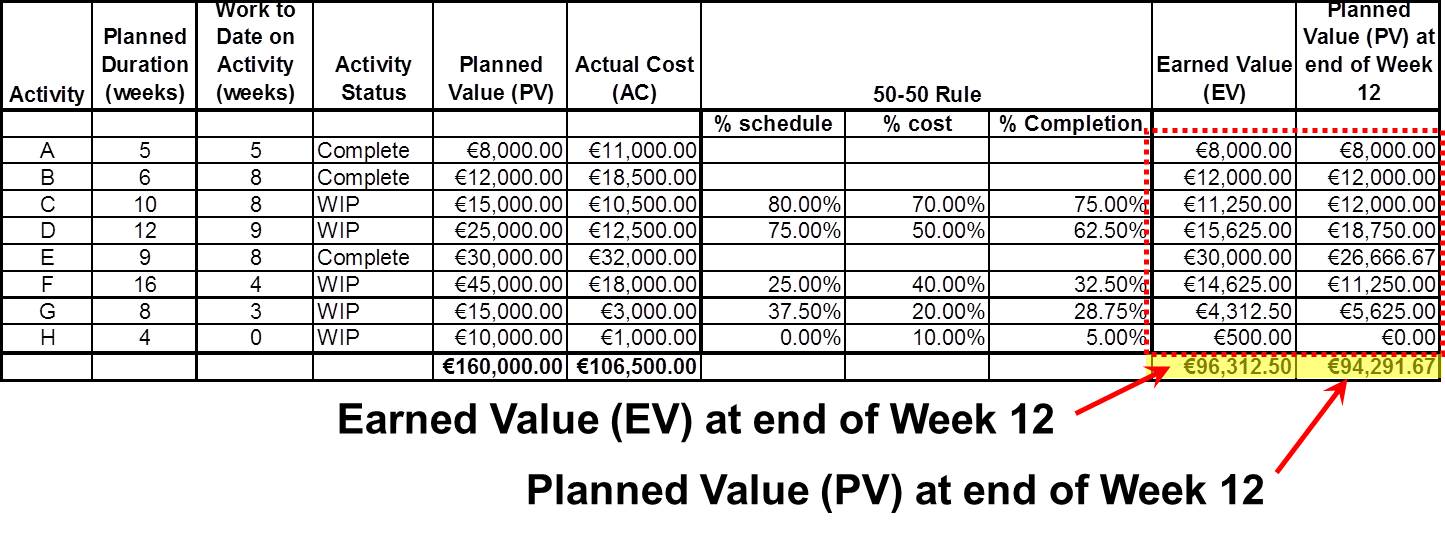 Activity Planned Duration (weeks) Work to Date on Activity (weeks) Activity Status Planned Value (PV) Actual Cost (AC) 50-50 Rule Earned Value (EV) Planned Value (PV) at end of Week 12
% schedule % cost % Completion
A 5 5 Complete €8,000.00 €11,000.00 €8,000.00 €8,000.00
B 6 8 Complete €12,000.00 €18,500.00 €12,000.00 €12,000.00
C 10 8 WIP €15,000.00 €10,500.00 80.00% 70.00% 75.00% €11,250.00 €12,000.00
D 12 9 WIP €25,000.00 €12,500.00 75.00% 50.00% 62.50% €15,625.00 €18,750.00
E 9 8 Complete €30,000.00 €32,000.00 €30,000.00 €26,666.67
F 16 4 WIP €45,000.00 €18,000.00 25.00% 40.00% 32.50% €14,625.00 €11,250.00
G 8 3 WIP €15,000.00 €3,000.00 37.50% 20.00% 28.75% €4,312.50 €5,625.00
H 4 0 WIP €10,000.00 €1,000.00 0.00% 10.00% 5.00% €500.00 €0.00
€160,000.00 €106,500.00 €96,312.50 €94,291.67
Earned Value (EV) at end of Week 12
Planned Value (PV) at end of Week 12